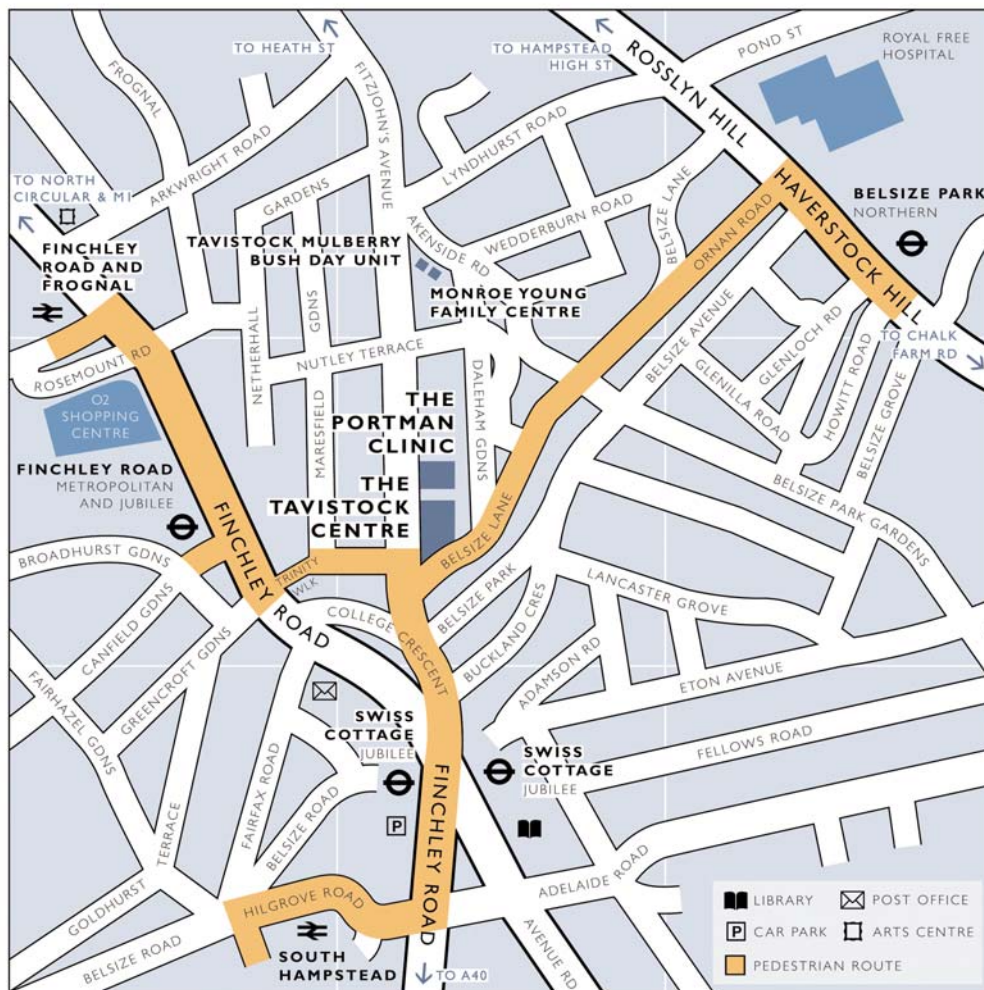 TO HEATH ST
TO HAMPSTEAD
HIGH ST
ROSSLYN HILL
POND ST
ROYAL FREE
HOSPITAL
FROGNAL
FITZJOHN'S AVENUE
ARKWRIGHT ROAD
LYNDHURST ROAD
TO NORTH
CIRCULAR & M1
GARDENS
HAVERSTOCK HILL
BELSIZE PARK
NORTHERN
FINCHLEY
ROAD AND
FROGNAL
TAVISTOCK MULBERRY
BUSH DAY UNIT
AKENSIDE RD
WEDDERBURN ROAD
BELSIZE LANE
ORNAN ROAD
MONROE YOUNG
FAMILY CENTRE
NETHERHALL
GDNS
NUTLEY TERRACE
ROSEMOUNT RD
BELSIZE AVENUE
GLENLOCH RD
GLENILLA ROAD
HOWITT ROAD
BELSIZE GROVE
TO CHALK
FARM RD
O2
SHOPPING
CENTRE
MARESFIELD
DALEHAM GDNS
THE
PORTMAN
CLINIC
FINCHLEY ROAD
METROPOLITAN
AND JUBILEE
THE
TAVISTOCK
CENTRE
BELSIZE LANE
BELSIZE PARK GARDENS
FINCHLEY
ROAD
BROADHURST GDNS
TRINITY
WLK
COLLEGE CRESCENT
BELSIZE PARK
BUCKLAND CRES
LANCASTER GROVE
CANFIELD GDNS
GREENCROFT GDNS
FAIRHAZEL GDNS
ADAMSON RD
ETON AVENUE
SWISS
COTTAGE
JUBILEE
SWISS
COTTAGE
JUBILEE
FELLOWS ROAD
FINCHLEY ROAD
FAIRFAX ROAD
BELSIZE ROAD
P
GOLDHURST
TERRACE
HILGROVE ROAD
ADELAIDE ROAD
BELSIZE ROAD
SOUTH
HAMPSTEAD
TO A40
AVENUE RD
LIBRARY
POST OFFICE
P CAR PARK
ARTS CENTRE
PEDESTRIAN ROUTE